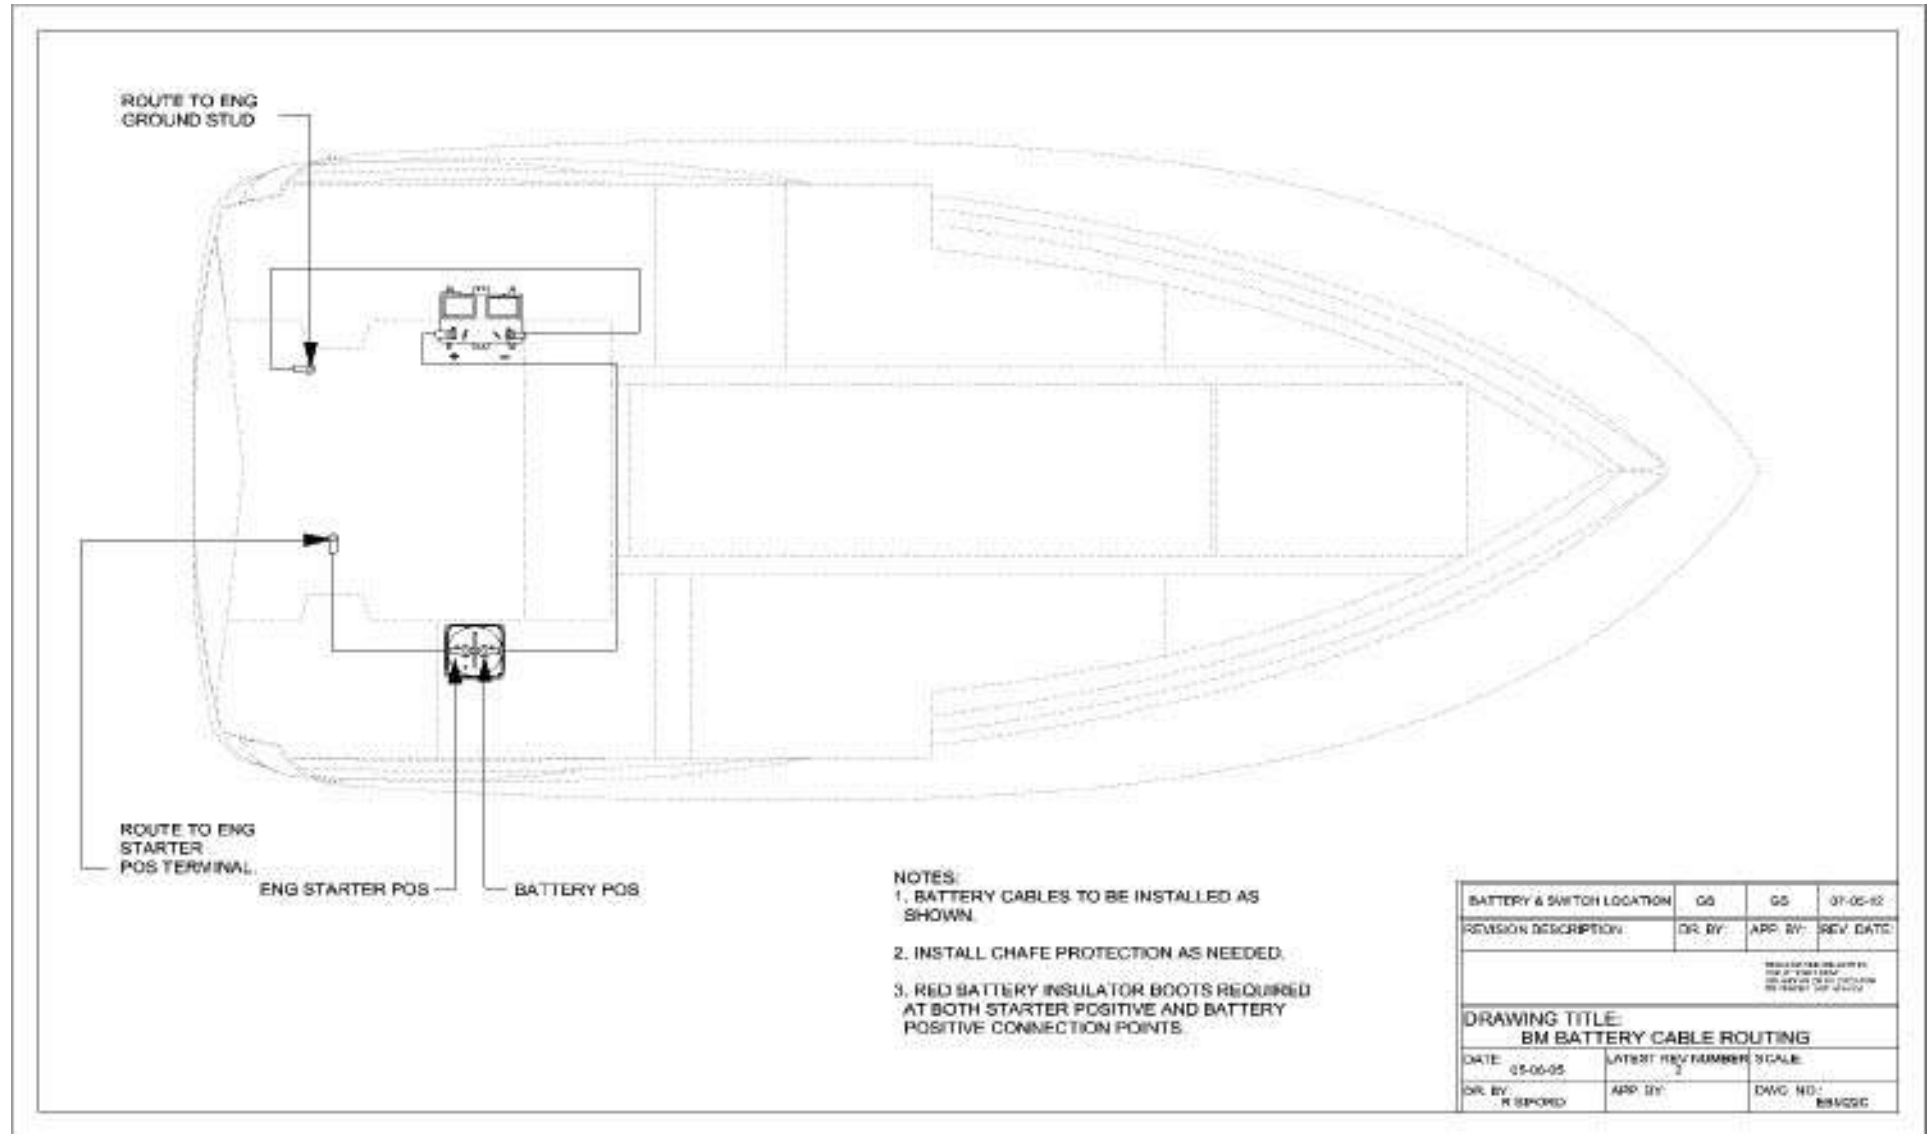 ROUTE TO ENG
GROUND STUD
+ -
ROUTE TO ENG
STARTER
POS TERMINAL.
ENG STARTER POS
BATTERY POS
NOTES:
1. BATTERY CABLES TO BE INSTALLED AS
SHOWN.
2. INSTALL CHAFE PROTECTION AS NEEDED.
3. RED BATTERY INSULATOR BOOTS REQUIRED
AT BOTH STARTER POSITIVE AND BATTERY
POSITIVE CONNECTION POINTS.
BATTERY & SWITCH LOCATION
REVISION DESCRIPTION
DR. BY:
APP. BY:
REV. DATE:
DRAWING TITLE:
BM BATTERY CABLE ROUTING
DATE:
05-06-05
LATEST REV NUMBER
2
SCALE:
DR. BY:
APP. BY:
DWG. NO.: